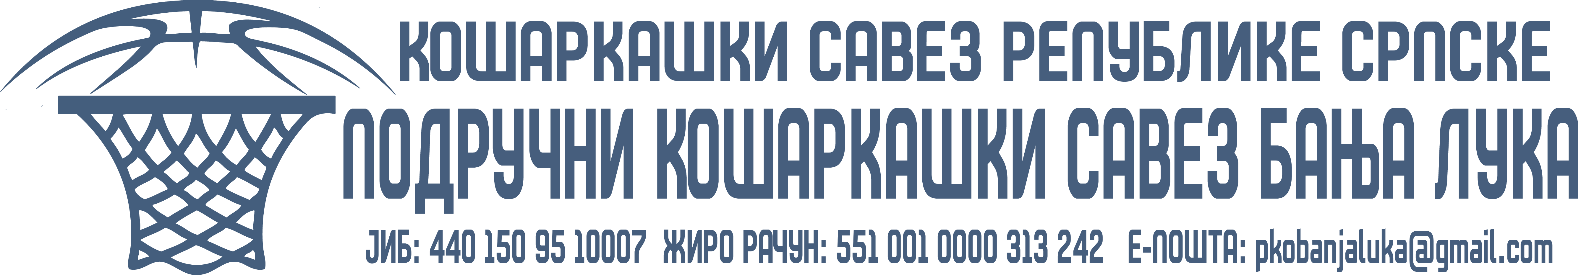 КОШАРКАШКИ САВЕЗ РЕПУБЛИКЕ СРПСКЕ
ПОДРУЧНИ КОШАРКАШКИ САВЕЗ БАЊА ЛУКА
ЈИБ: 440 150 95 10007 ЖИРО РАЧУН: 551 001 0000 313 242 Е-ПОШТА: pkobanjaluka@gmail.com